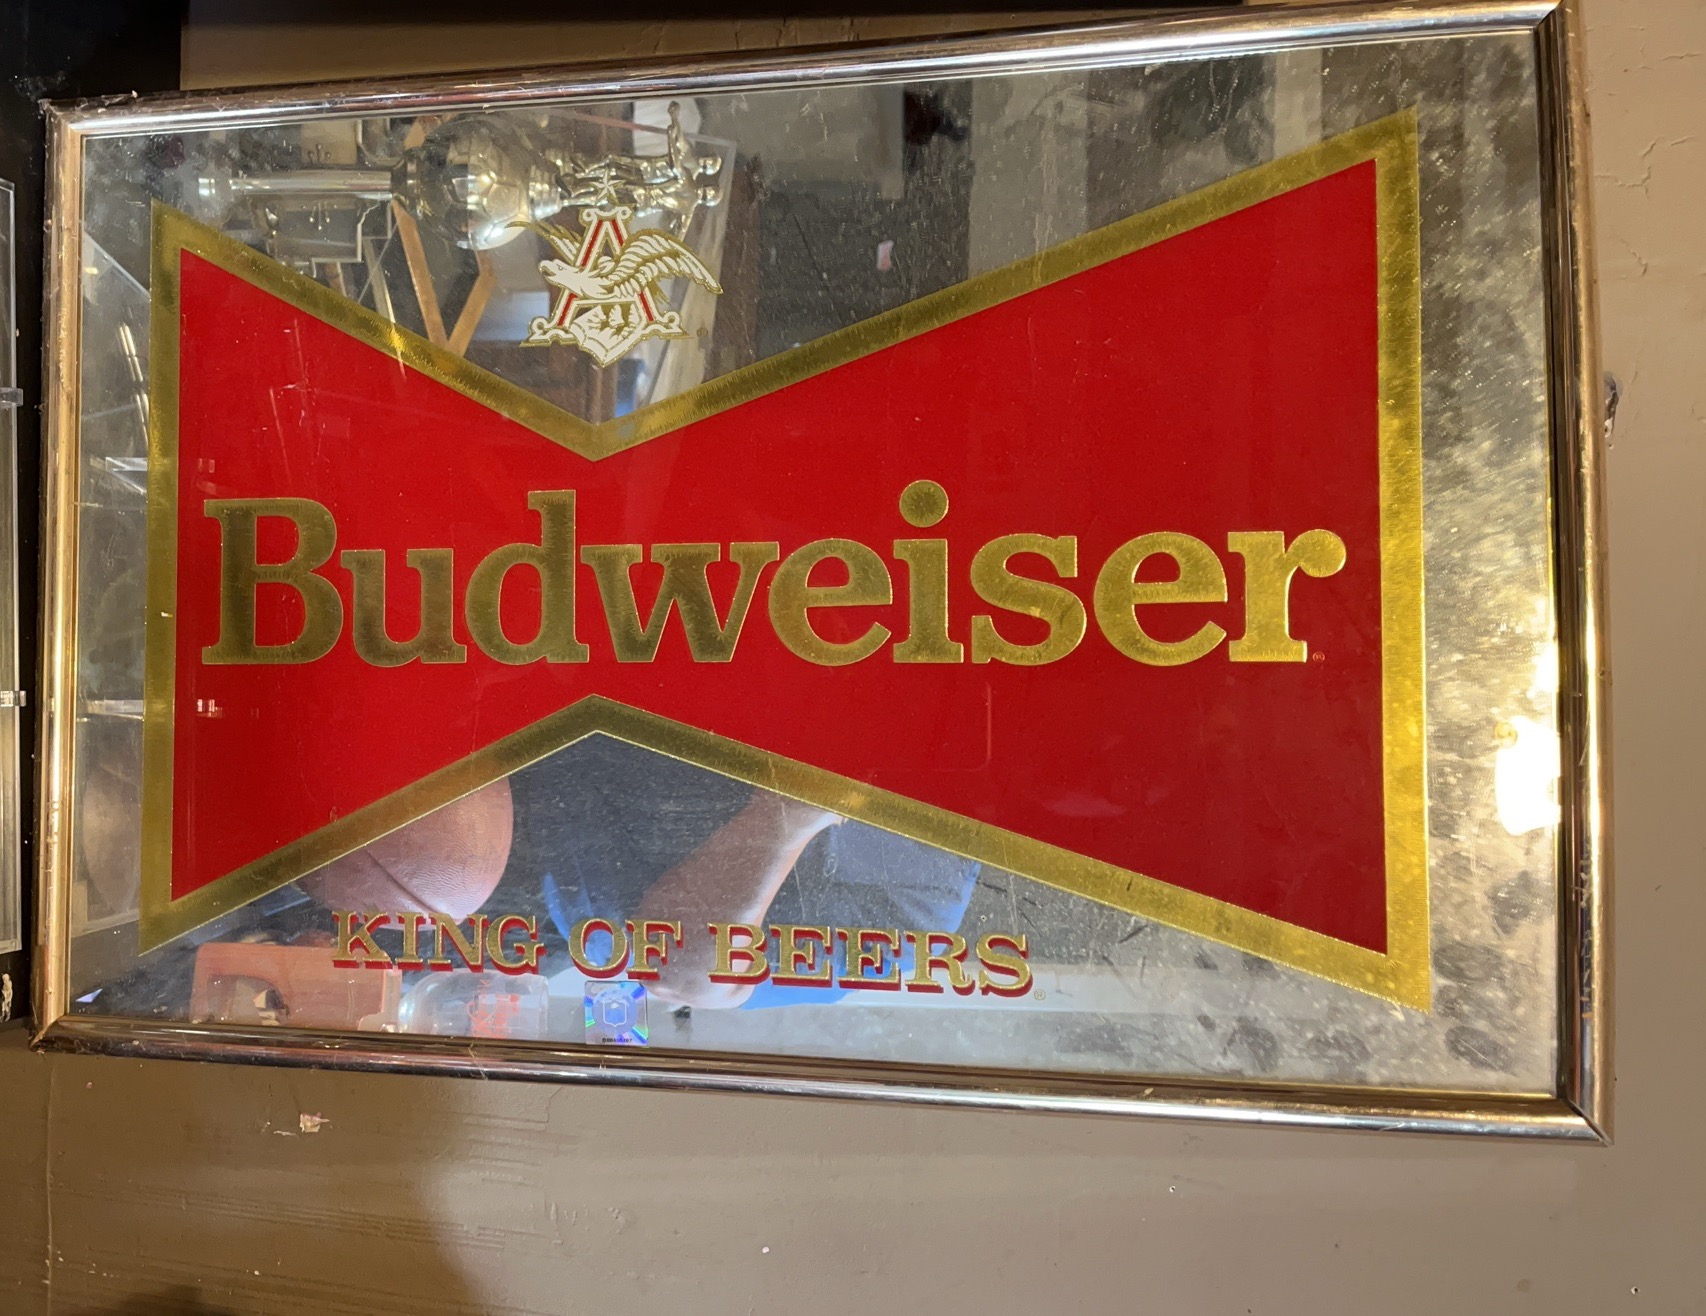 A
Budweiser®
KING OF BEERS®